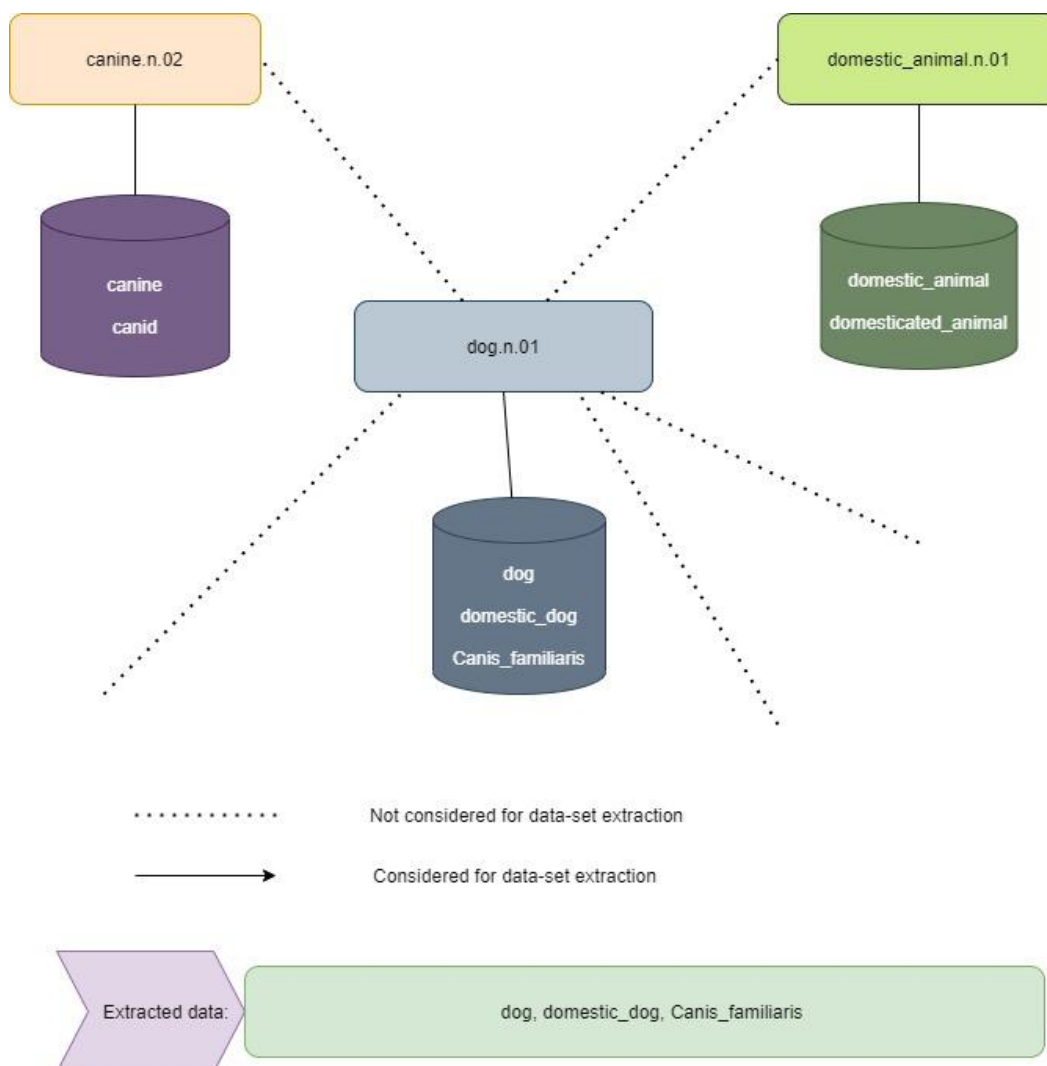 canine.n.02
domestic_animal.n.01
canine
canid
domestic_animal
domesticated_animal
dog.n.01
dog
domestic_dog
Canis_familiaris
Not considered for data-set extraction
Considered for data-set extraction
Extracted data:
dog, domestic_dog, Canis_familiaris